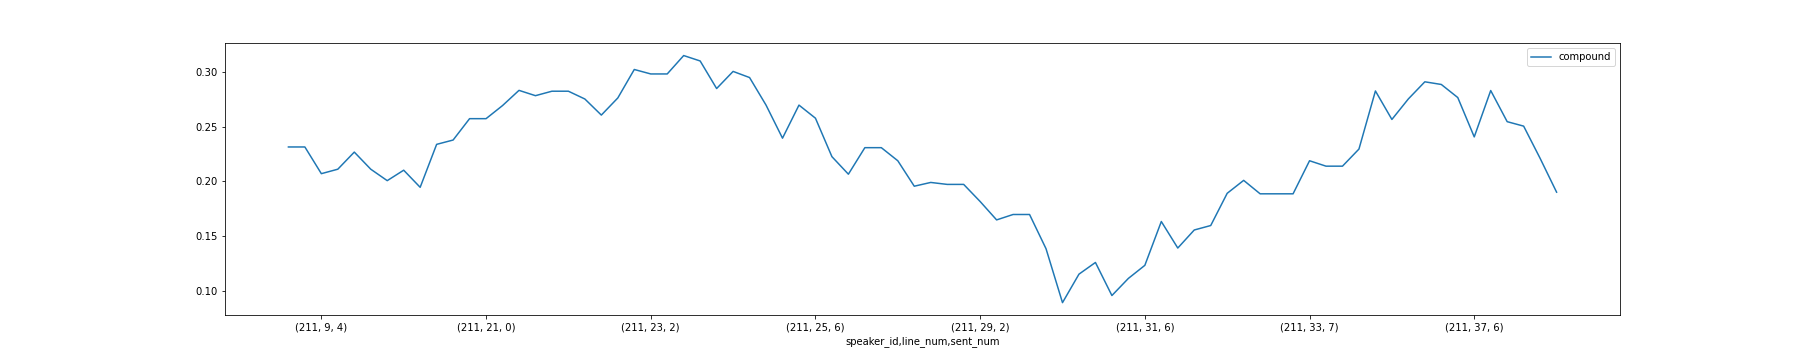 compound
0.30
0.25
0.20
0.15
0.10
(211, 9, 4) (211, 21, 0) (211, 23, 2) (211, 25, 6) (211, 29, 2) (211, 31, 6) (211, 33, 7) (211, 37, 6)
speaker_id,line_num,sent_num